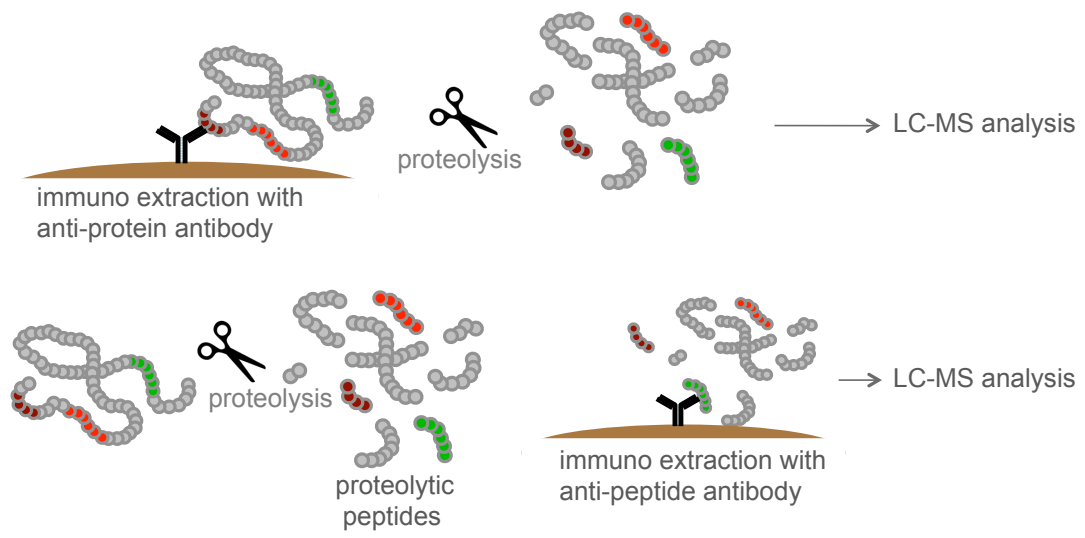 proteolysis
LC-MS analysis
immuno extraction with
anti-protein antibody
proteolysis
proteolytic
peptides
immuno extraction with
anti-peptide antibody
LC-MS analysis